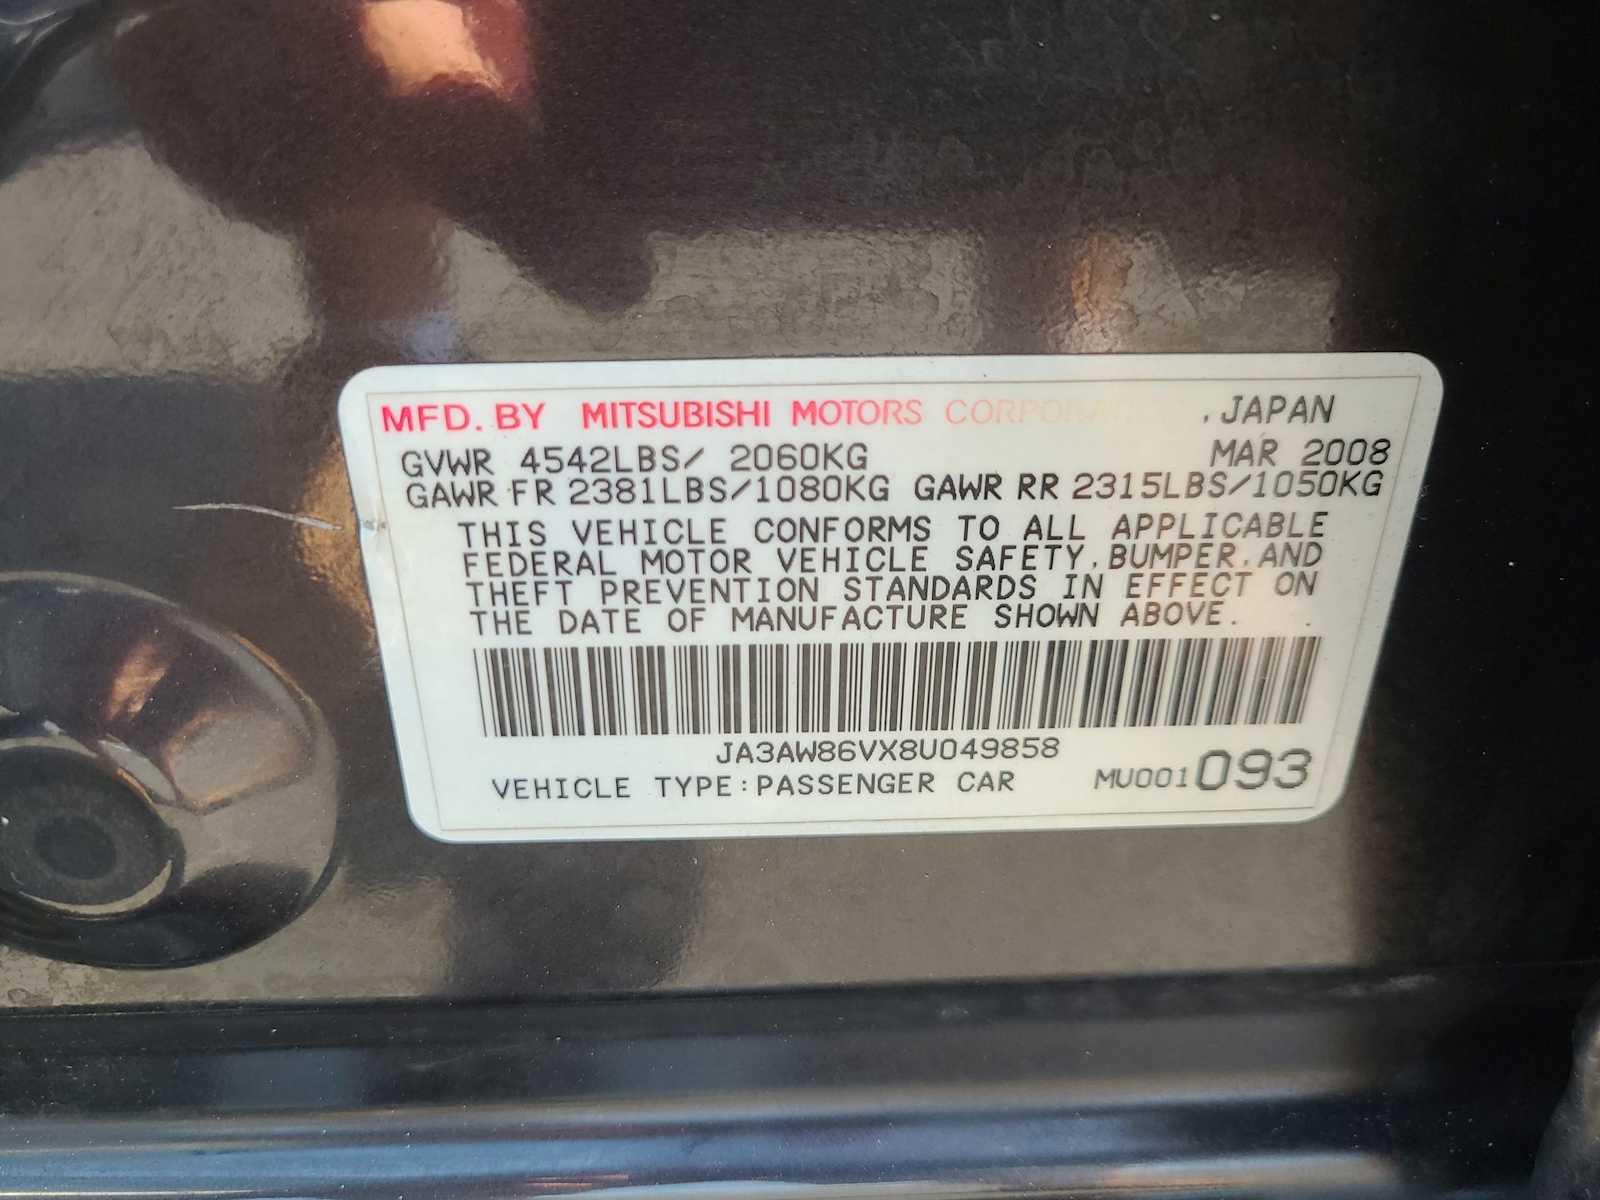 MFD. BY MITSUBISHI MOTORS CORPORATION, JAPAN
GVWR 4542LBS/ 2060KG MAR 2008
GAWR FR 2381LBS/1080KG GAWR RR 2315LBS/1050KG
THIS VEHICLE CONFORMS TO ALL APPLICABLE
FEDERAL MOTOR VEHICLE SAFETY, BUMPER, AND
THEFT PREVENTION STANDARDS IN EFFECT ON
THE DATE OF MANUFACTURE SHOWN ABOVE.
JA3AW86VX8U049858
VEHICLE TYPE: PASSENGER CAR MU001093